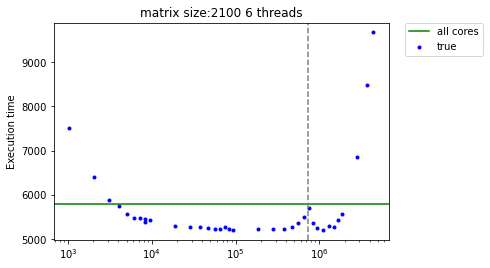 matrix size:2100 6 threads
all cores
true
Execution time
9000
8000
7000
6000
5000
10³ 10⁴ 10⁵ 10⁶